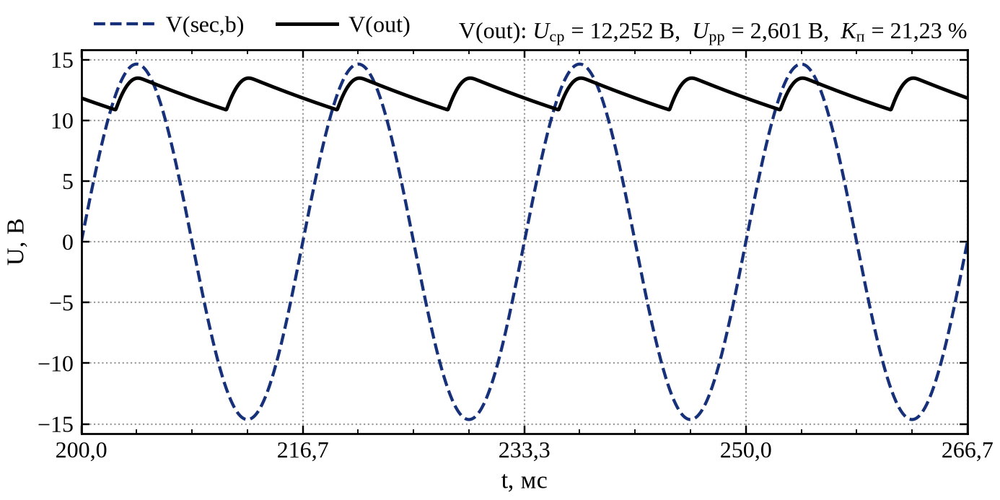 V(sec,b) V(out) V(out): Uср = 12,252 В, Upp = 2,601 В, Kп = 21,23 %
15
10
5
0
−5
−10
−15
U, В
200,0 216,7 233,3 250,0 266,7
t, мс